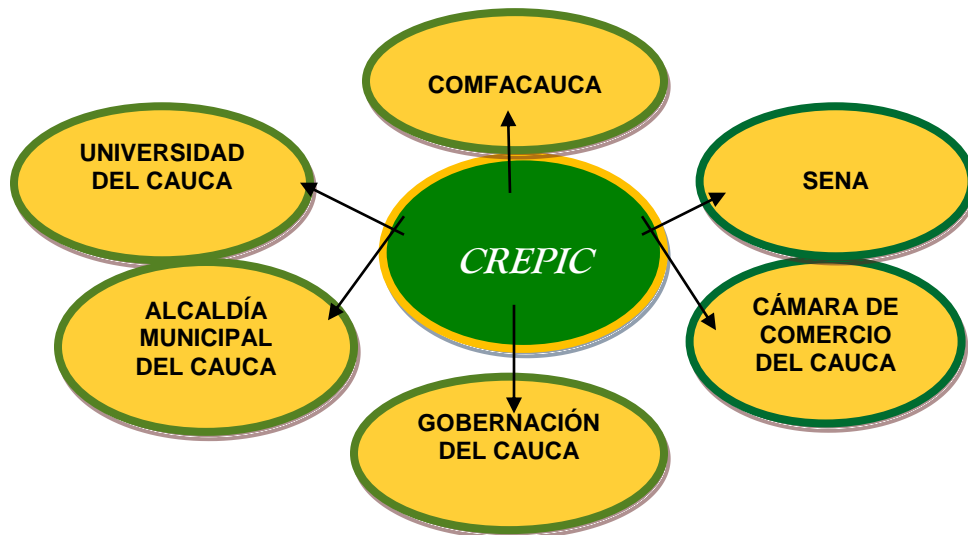 COMFACAUCA
UNIVERSIDAD
DEL CAUCA
SENA
CREPIC
ALCALDÍA
MUNICIPAL
DEL CAUCA
CÁMARA DE
COMERCIO
DEL CAUCA
GOBERNACIÓN
DEL CAUCA